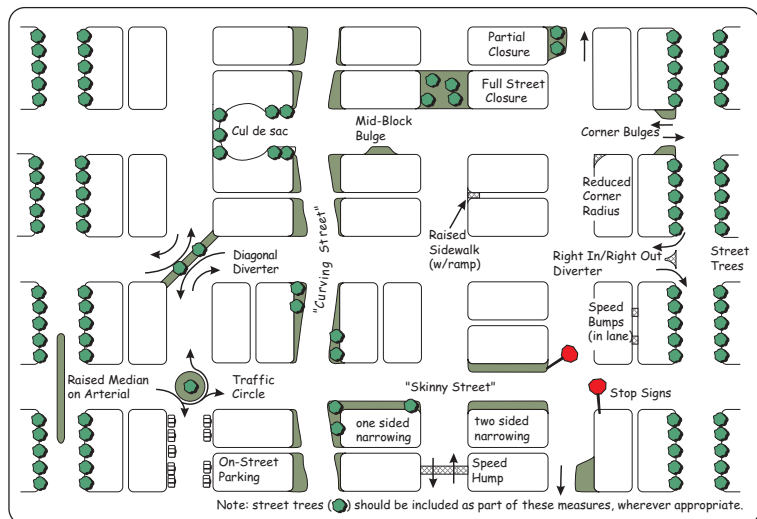 Partial
Closure
Full Street
Closure
Cul de sac
Mid-Block
Bulge
Corner Bulges
Reduced
Corner
Radius
Raised
Sidewalk
(w/ramp)
"Curving Street"
Diagonal
Diverter
Right In/Right Out
Diverter
Street
Trees
Speed
Bumps
(in lane)
Raised Median
on Arterial
Traffic
Circle
"Skinny Street"
Stop Signs
one sided
narrowing
two sided
narrowing
On-Street
Parking
Speed
Hump
Note: street trees ( ) should be included as part of these measures, wherever appropriate.